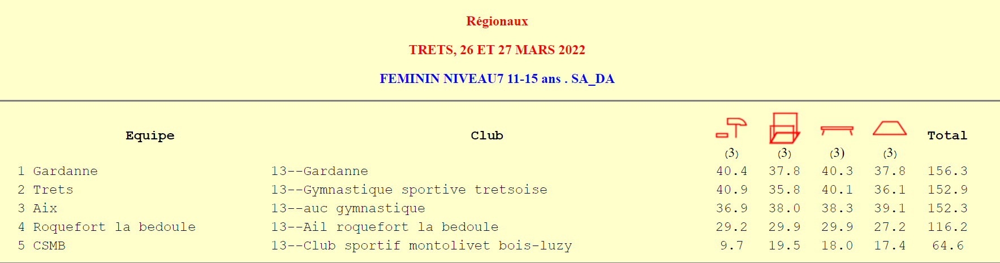 Régionaux
TRETS, 26 ET 27 MARS 2022
FEMININ NIVEAU7 11-15 ans . SA_DA
Equipe Club Total
(3) (3) (3) (3)
1 Gardanne 13--Gardanne 40.4 37.8 40.3 37.8 156.3
2 Trets 13--Gymnastique sportive tretsoise 40.9 35.8 40.1 36.1 152.9
3 Aix 13--auc gymnastique 36.9 38.0 38.3 39.1 152.3
4 Roquefort la bedoule 13--Ail roquefort la bedoule 29.2 29.9 29.9 27.2 116.2
5 CSMB 13--Club sportif montolivet bois-luzy 9.7 19.5 18.0 17.4 64.6